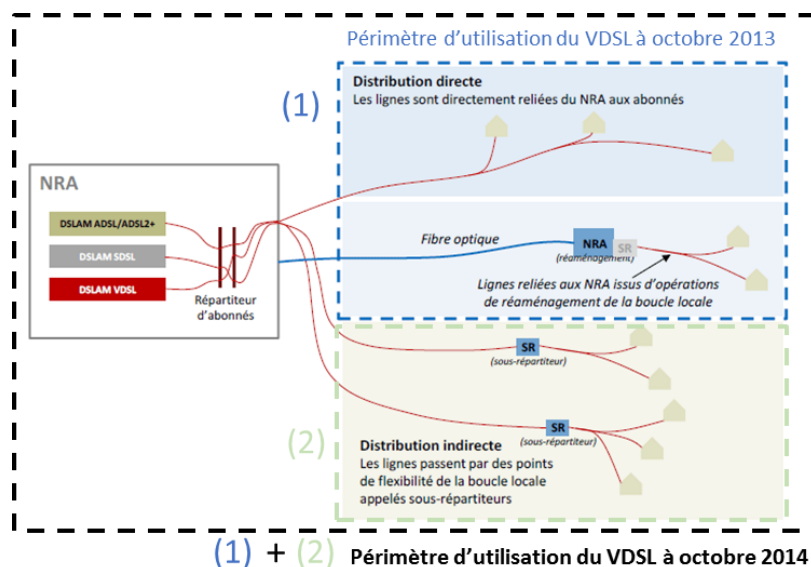 Périmètre d'utilisation du VDSL à octobre 2013
(1)
Distribution directe
Les lignes sont directement reliées du NRA aux abonnés
NRA
DSLAM ADSL/ADSL2+
DSLAM SDSL
DSLAM VDSL
Répartiteur
d'abonnés
Fibre optique
NRA
SR
(réaménagement)
Lignes reliées aux NRA issus d'opérations
de réaménagement de la boucle locale
SR
(sous-répartiteur)
SR
(sous-répartiteur)
(2)
Distribution indirecte
Les lignes passent par des points
de flexibilité de la boucle locale
appelés sous-répartiteurs
(1) + (2) Périmètre d'utilisation du VDSL à octobre 2014